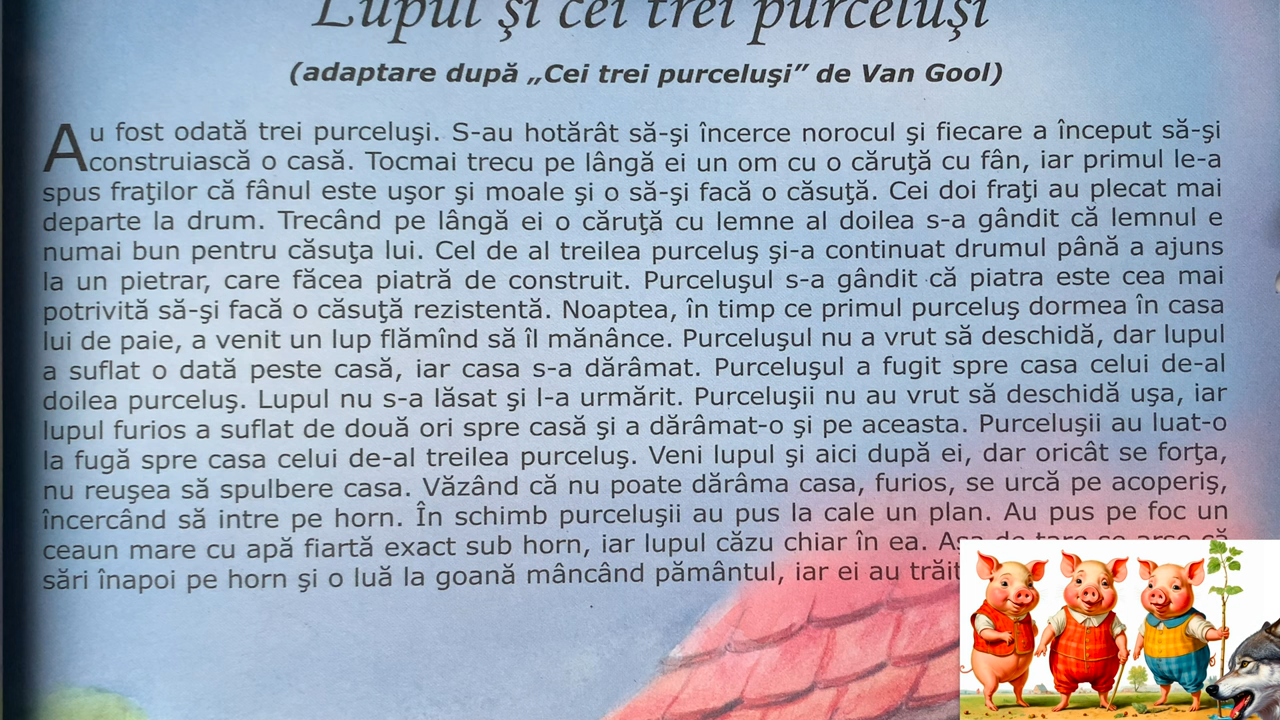 Lupul şi cei trei purceluşi
(adaptare după „Cei trei purceluşi” de Van Gool)
Au fost odată trei purceluşi. S-au hotărât să-şi încerce norocul şi fiecare a început să-şi
construiască o casă. Tocmai trecu pe lângă ei un om cu o căruţă cu fân, iar primul le-a
spus fraţilor că fânul este uşor şi moale şi o să-şi facă o căsuţă. Cei doi fraţi au plecat mai
departe la drum. Trecând pe lângă ei o căruţă cu lemne al doilea s-a gândit că lemnul e
numai bun pentru căsuţa lui. Cel de al treilea purceluş şi-a continuat drumul până a ajuns
la un pietrar, care făcea piatră de construit. Purceluşul s-a gândit că piatra este cea mai
potrivită să-şi facă o căsuţă rezistentă. Noaptea, în timp ce primul purceluş dormea în casa
lui de paie, a venit un lup flămînd să îl mănânce. Purceluşul nu a vrut să deschidă, dar lupul
a suflat o dată peste casă, iar casa s-a dărâmat. Purceluşul a fugit spre casa celui de-al
doilea purceluş. Lupul nu s-a lăsat şi l-a urmărit. Purceluşii nu au vrut să deschidă uşa, iar
lupul furios a suflat de două ori spre casă şi a dărâmat-o şi pe aceasta. Purceluşii au luat-o
la fugă spre casa celui de-al treilea purceluş. Veni lupul şi aici după ei, dar oricât se forţa,
nu reuşea să spulbere casa. Văzând că nu poate dărâma casa, furios, se urcă pe acoperiş,
încercând să intre pe horn. În schimb purceluşii au pus la cale un plan. Au pus pe foc un
ceaun mare cu apă fiartă exact sub horn, iar lupul căzu chiar în ea. Aşa de tare se arse că
sări înapoi pe horn şi o luă la goană mâncând pământul, iar ei au trăit